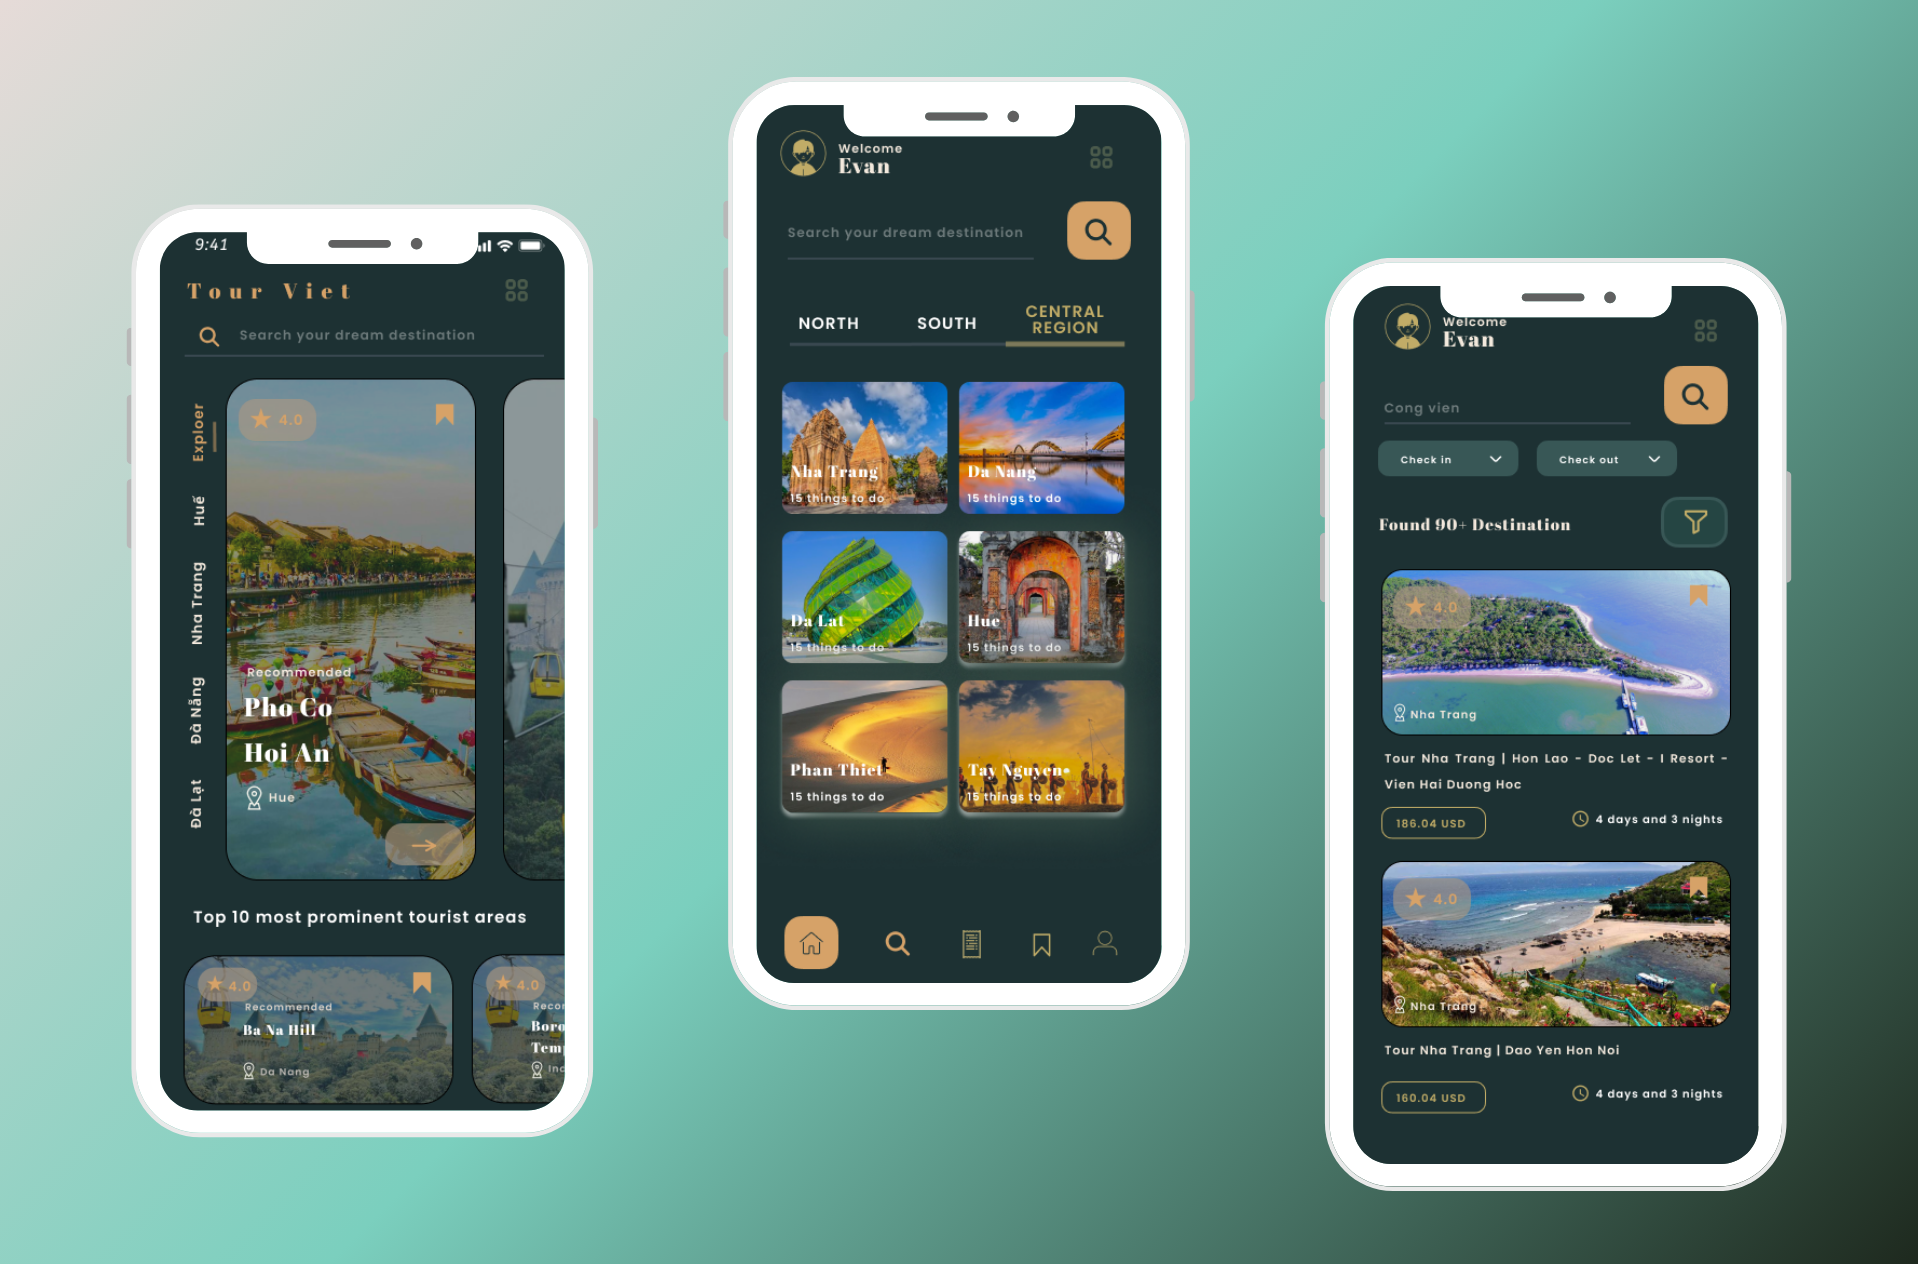 9:41
Tour Viet
Search your dream destination
Exploer
Huế
Nha Trang
Đà Nẵng
Đà Lạt
4.0
Recommended
Pho Co
Hoi An
Hue
Top 10 most prominent tourist areas
4.0
Recommended
Ba Na Hill
Da Nang
4.0
Recor
Boro
Temp
Ind
Welcome
Evan
Search your dream destination
NORTH
SOUTH
CENTRAL
REGION
Nha Trang
15 things to do
Da Nang
15 things to do
Da Lat
15 things to do
Hue
15 things to do
Phan Thiet
15 things to do
Tay Nguyen
15 things to do
Welcome
Evan
Cong vien
Check in
Check out
Found 90+ Destination
4.0
Nha Trang
Tour Nha Trang | Hon Lao - Doc Let - I Resort -
Vien Hai Duong Hoc
186.04 USD
4 days and 3 nights
4.0
Nha Trang
Tour Nha Trang | Dao Yen Hon Noi
160.04 USD
4 days and 3 nights